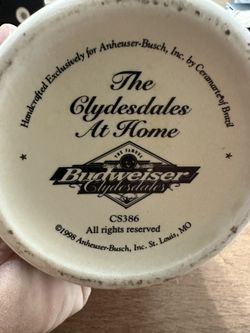 Handcrafted Exclusively for Anheuser-Busch, Inc. by Ceramarte of Brazil
The
Clydesdales
At Home
THE FAMOUS
Budweiser
Clydesdales
CS386
All rights reserved
©1998 Anheuser-Busch, Inc. St. Louis, MO